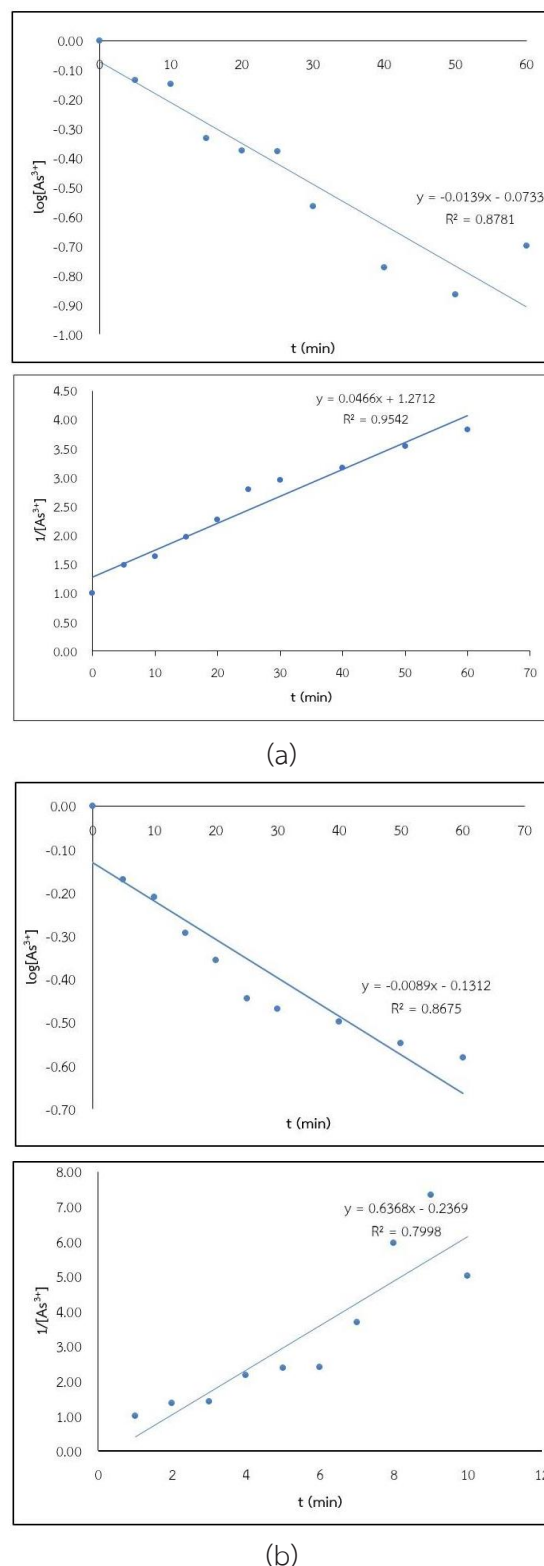 0.00
0 10 20 30 40 50 60
-0.10
-0.20
-0.30
-0.40
-0.50
-0.60
-0.70
-0.80
-0.90
-1.00
log[As³⁺]
y = -0.0139x - 0.0733
R² = 0.8781
t (min)
4.50
4.00
3.50
3.00
2.50
2.00
1.50
1.00
0.50
0.00
1/[As³⁺]
y = 0.0466x + 1.2712
R² = 0.9542
0 10 20 30 40 50 60 70
t (min)
(a)
0.00
0 10 20 30 40 50 60 70
-0.10
-0.20
-0.30
-0.40
-0.50
-0.60
-0.70
log[As³⁺]
y = -0.0089x - 0.1312
R² = 0.8675
t (min)
8.00
7.00
6.00
5.00
4.00
3.00
2.00
1.00
0.00
1/[As³⁺]
y = 0.6368x - 0.2369
R² = 0.7998
0 2 4 6 8 10 12
t (min)
(b)